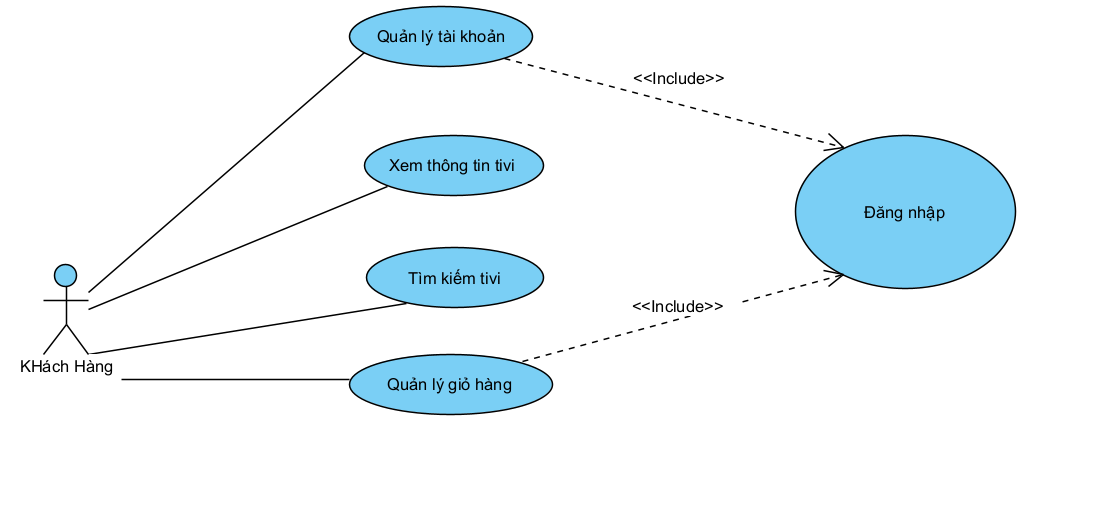 Quản lý tài khoản
<<Include>>
Xem thông tin tivi
Đăng nhập
Tìm kiếm tivi
<<Include>>
KHách Hàng
Quản lý giỏ hàng